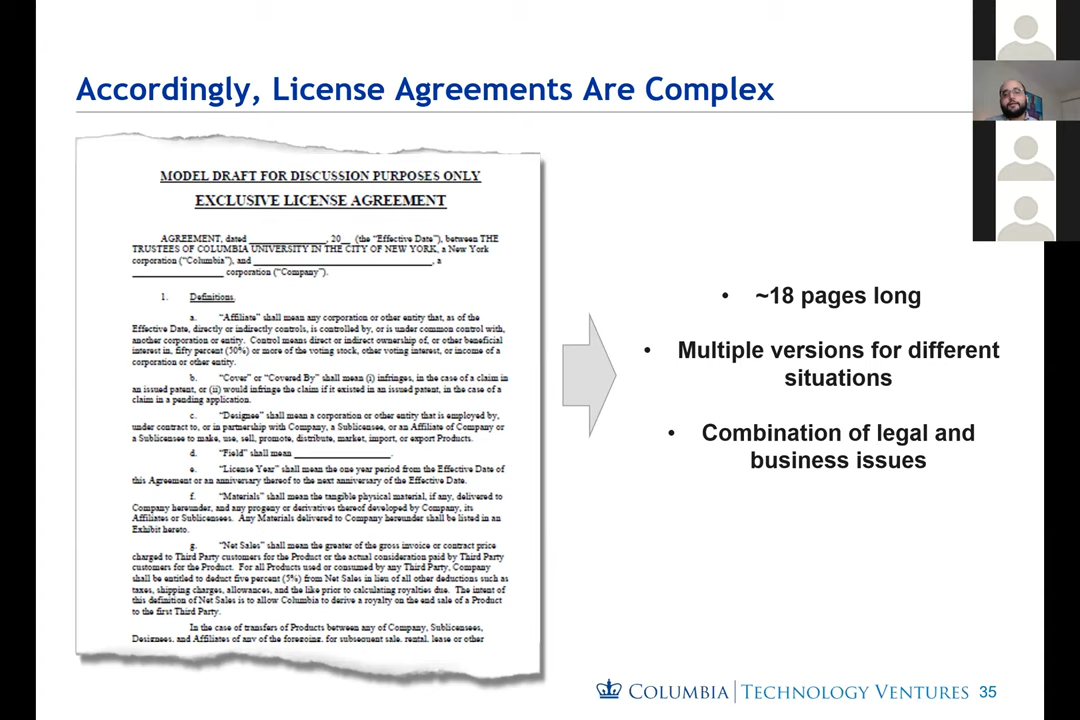 Accordingly, License Agreements Are Complex
MODEL DRAFT FOR DISCUSSION PURPOSES ONLY
EXCLUSIVE LICENSE AGREEMENT
AGREEMENT, dated ________________, 20__ (the “Effective Date”), between THE
TRUSTEES OF COLUMBIA UNIVERSITY IN THE CITY OF NEW YORK, a New York
corporation (“Columbia”), and ____________________________________, a
___________________ corporation (“Company”).
1. Definitions.
a. “Affiliate” shall mean any corporation or other entity that, as of the
Effective Date, directly or indirectly controls, is controlled by, or is under common control with,
another corporation or entity. Control means direct or indirect ownership of, or other beneficial
interest in, fifty percent (50%) or more of the voting stock, other voting interest, or income of a
corporation or other entity.
b. “Cover” or “Covered By” shall mean (i) infringes, in the case of a claim in
an issued patent, or (ii) would infringe the claim if it existed in an issued patent, in the case of a
claim in a pending application.
c. “Designee” shall mean a corporation or other entity that is employed by,
under contract to, or in partnership with Company, a Sublicensee, or an Affiliate of Company or
a Sublicensee to make, use, sell, promote, distribute, market, import, or export Products.
d. “Field” shall mean ____________________.
e. “License Year” shall mean the one year period from the Effective Date of
this Agreement or an anniversary thereof to the next anniversary of the Effective Date.
f. “Materials” shall mean the tangible physical material, if any, delivered to
Company hereunder, and any progeny or derivatives thereof developed by Company, its
Affiliates or Sublicensees. Any Materials delivered to Company hereunder shall be listed in an
Exhibit hereto.
g. “Net Sales” shall mean the greater of the gross invoice or contract price
charged to Third Party customers for the Product or the actual consideration paid by Third Party
customers for the Product. For all Products used or consumed by any Third Party, Company
shall be entitled to deduct five percent (5%) from Net Sales in lieu of all other deductions such as
taxes, shipping charges, allowances, and the like prior to calculating royalties due. The intent of
this definition of Net Sales is to allow Columbia to derive a royalty on the end sale of a Product
to the first Third Party.
In the case of transfers of Products between any of Company, Sublicensees,
Designees, and Affiliates of any of the foregoing, for subsequent sale, rental, lease or other
• ~18 pages long
• Multiple versions for different
situations
• Combination of legal and
business issues
COLUMBIA | TECHNOLOGY VENTURES 35